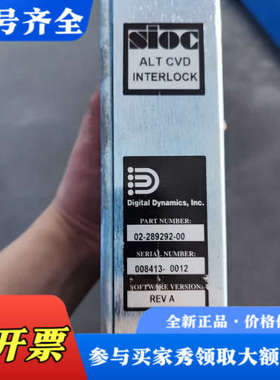 号齐全
sioc
ALT CVD
INTERLOCK
Digital Dynamics, Inc.
PART NUMBER:
02-289292-00
SERIAL NUMBER:
008413- 0012
SOFTWARE VERSION:
REV A
全新正品·价格优势
开票
参与买家秀领取大额